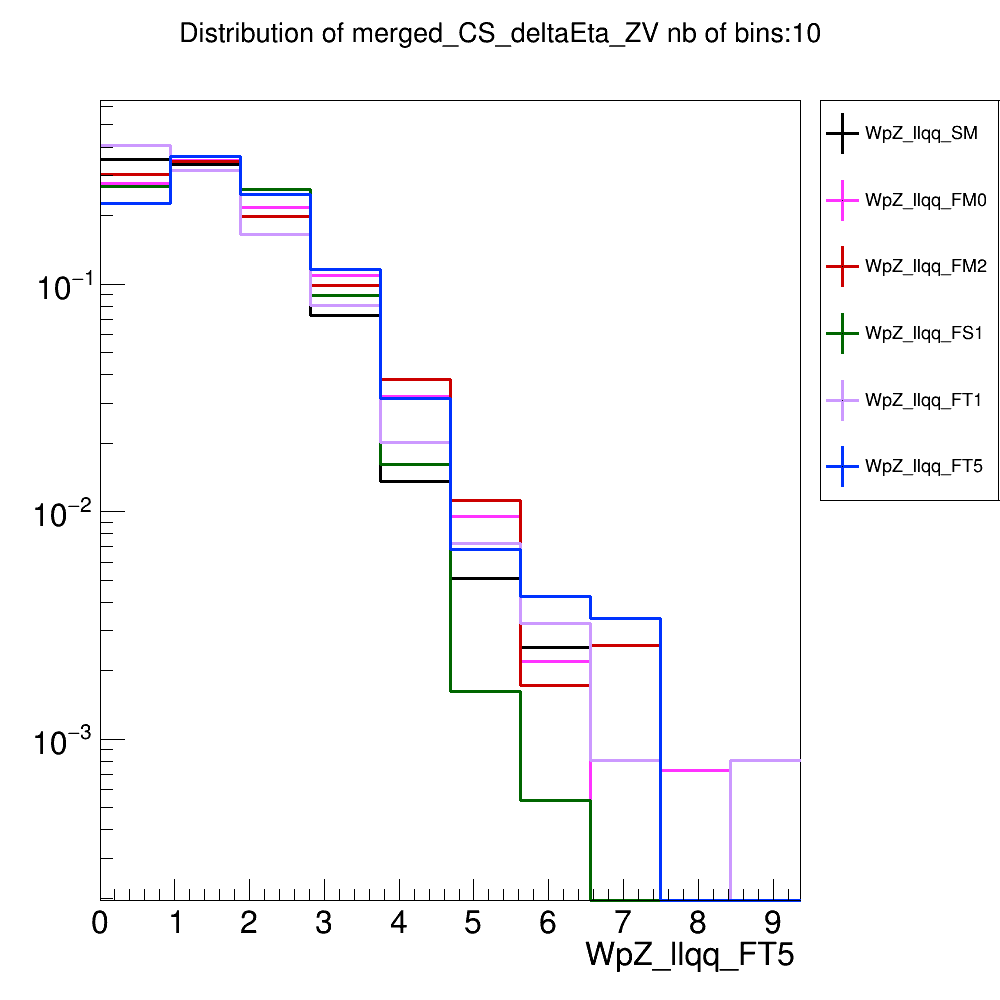 Distribution of merged_CS_deltaEta_ZV nb of bins:10
WpZ_llqq_SM
WpZ_llqq_FM0
WpZ_llqq_FM2
WpZ_llqq_FS1
WpZ_llqq_FT1
WpZ_llqq_FT5
10⁻¹
10⁻²
10⁻³
0 1 2 3 4 5 6 7 8 9
WpZ_llqq_FT5